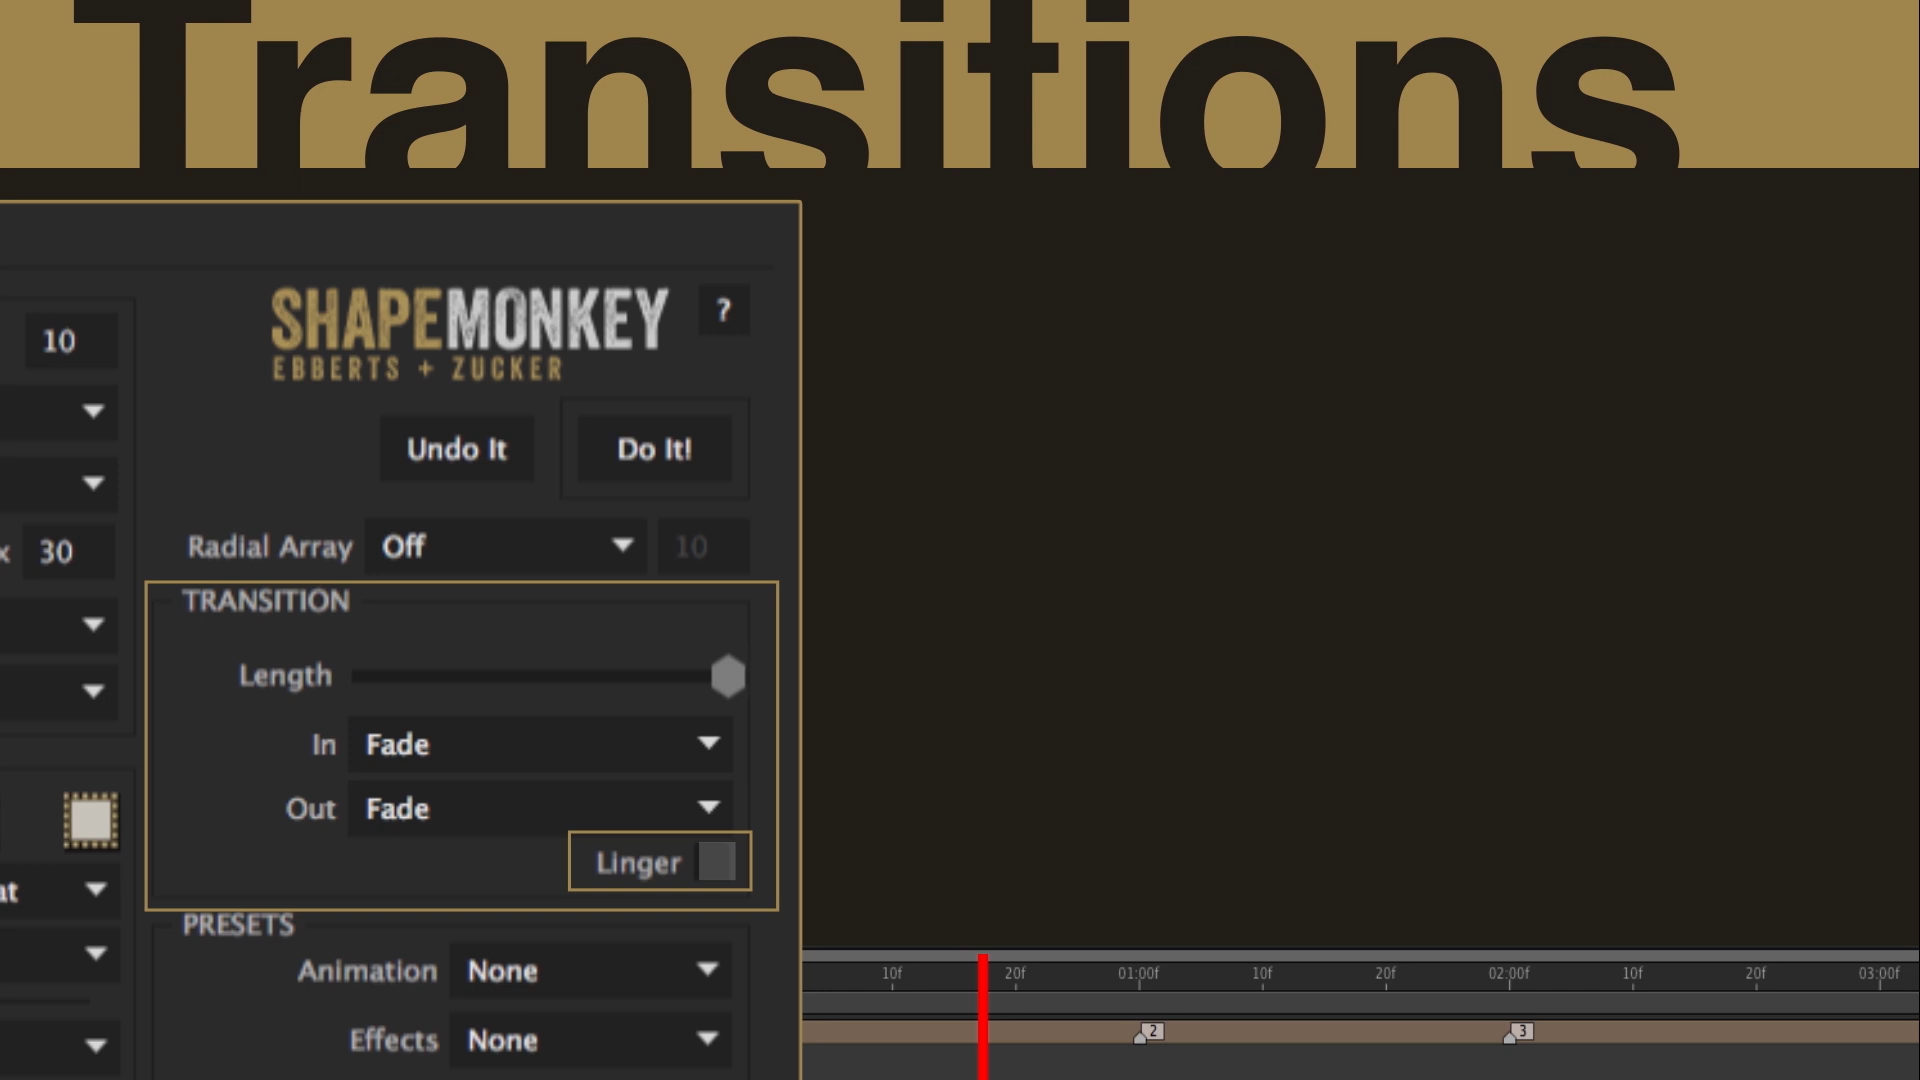 Transitions
SHAPEMONKEY
?
EBBERTS + ZUCKER
10
Undo It
Do It!
Radial Array
Off
10
x
30
TRANSITION
Length
In
Fade
Out
Fade
Linger
at
PRESETS
Animation
None
Effects
None
10f
20f
01:00f
10f
20f
02:00f
10f
20f
03:00f
2
3